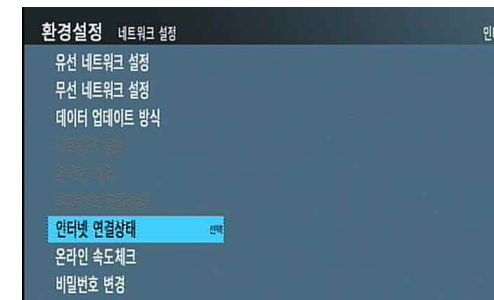 환경설정 네트워크 설정
유선 네트워크 설정
무선 네트워크 설정
데이터 업데이트 방식
인터넷 연결상태 선택
온라인 속도체크
비밀번호 변경